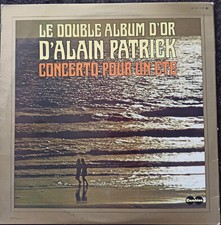 LE DOUBLE ALBUM D'OR
D'ALAIN PATRICK
CONCERTO POUR UN ETE